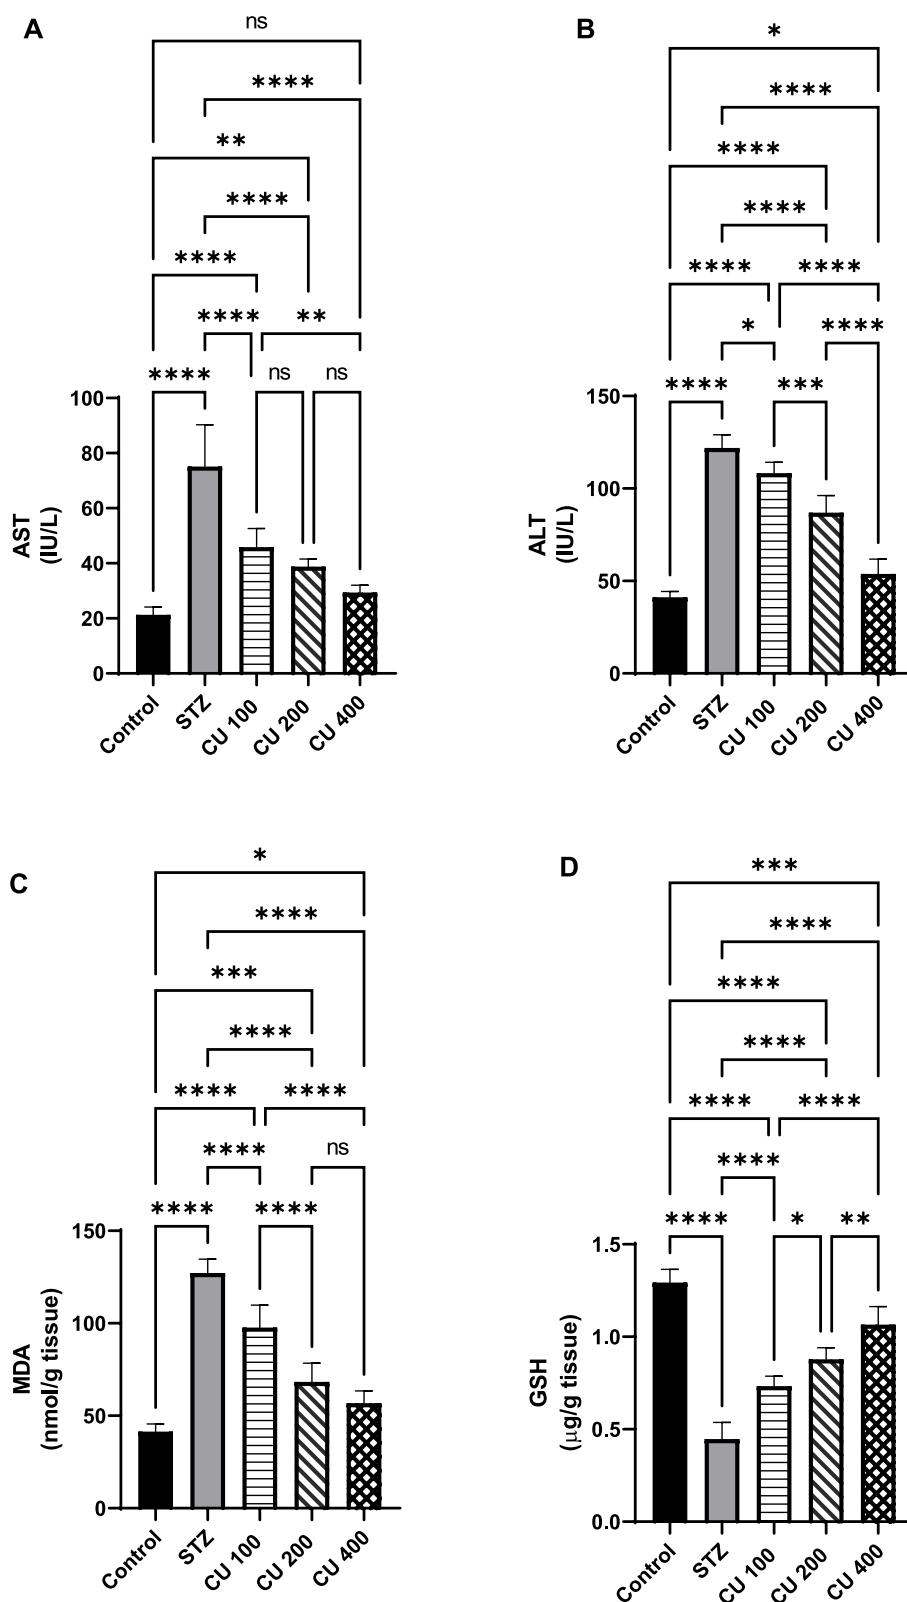 A
ns
****
**
****
****
**** **
**** ns ns
100
80
60
40
20
0
AST
(IU/L)
Control STZ CU 100 CU 200 CU 400
B
*
****
****
****
**** ****
* ****
**** ***
150
100
50
0
ALT
(IU/L)
Control STZ CU 100 CU 200 CU 400
C
*
****
***
****
**** ****
**** ns
**** ****
150
100
50
0
MDA
(nmol/g tissue)
Control STZ CU 100 CU 200 CU 400
D
***
****
****
****
**** ****
****
**** * **
1.5
1.0
0.5
0.0
GSH
(μg/g tissue)
Control STZ CU 100 CU 200 CU 400